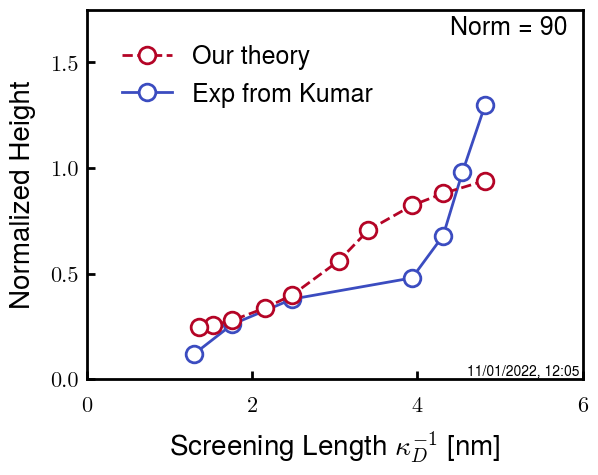 Norm = 90
Our theory
Exp from Kumar
Normalized Height
1.5
1.0
0.5
0.0
11/01/2022, 12:05
0 2 4 6
Screening Length κ_D^{-1} [nm]